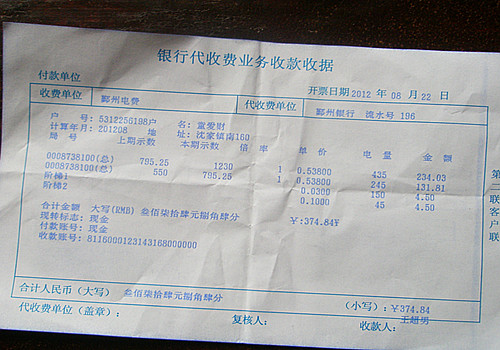 银行代收费业务收款收据
付款单位 开票日期 2012 年 08 月 22 日
收费单位 鄞州电费 代收费单位 鄞州银行 流水号 196
户 号: 5312256198户 名: 童爱财
计算年月: 201208 地 址: 沈家镇南160
局 号 上期示数 本期示数 倍 率 单 价 电 量 金 额
0008738100(总) 795.25 1230 1 0.53800 435 234.03
0008738100(总) 550 795.25 1 0.53800 245 131.81
阶梯1 0.0300 150 4.50
阶梯2 0.1000 45 4.50
合计金额 大写(RMB) 叁佰柒拾肆元捌角肆分 ¥:374.84¥
现转标志: 现金
付款账号: 现金
收款账号: 8116000123143168000000
第
联
客
户
合计人民币(大写) 叁佰柒拾肆元捌角肆分 (小写): ¥374.84
代收费单位(盖章): 复核人: 收款人: